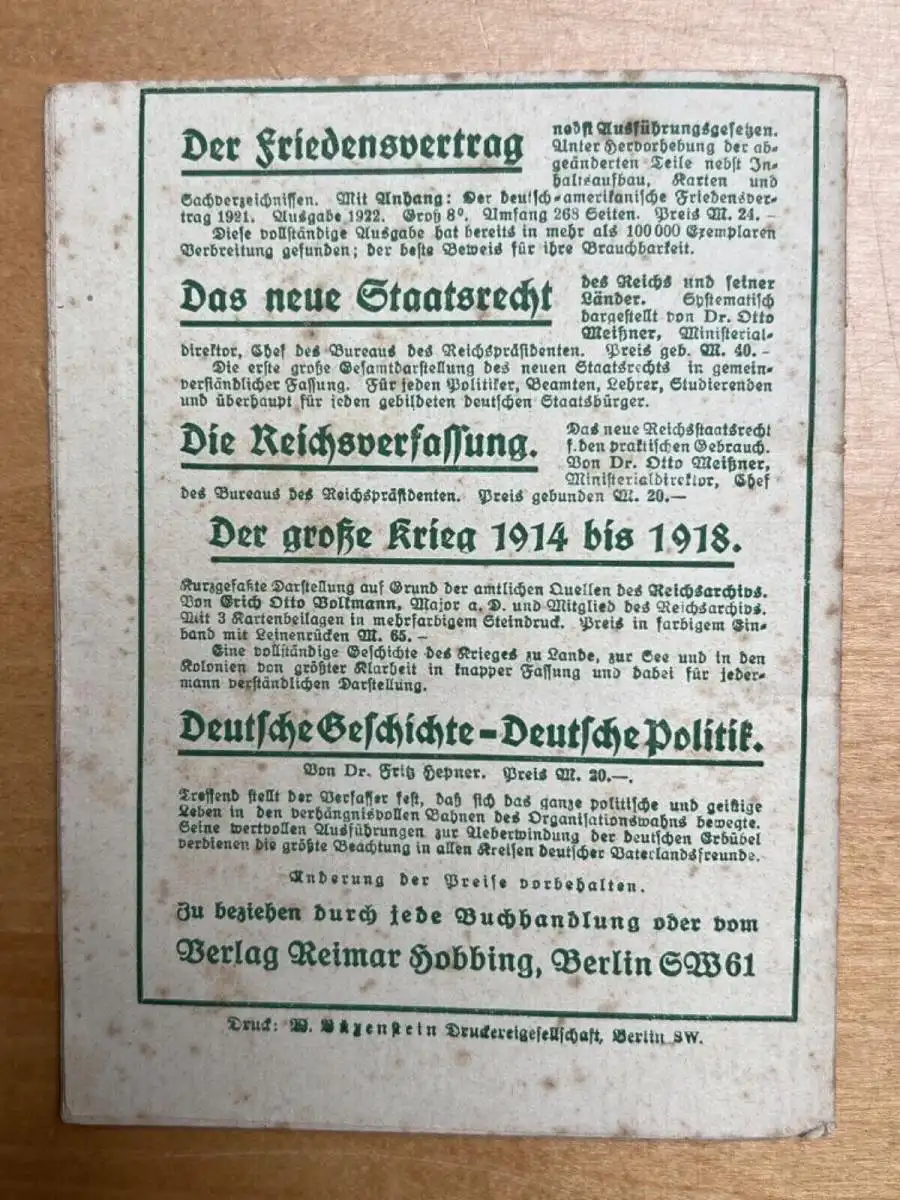 Der Friedensvertrag
nebst Ausführungsgesetzen.
Unter Hervorhebung der ab-
geänderten Teile nebst In-
haltsaufbau, Karten und
Sachverzeichnissen. Mit Anhang: Der deutsch-amerikanische Friedensver-
trag 1921. Ausgabe 1922. Groß 8°. Umfang 268 Seiten. Preis M. 24.–
Diese vollständige Ausgabe hat bereits in mehr als 100 000 Exemplaren
Verbreitung gefunden; der beste Beweis für ihre Brauchbarkeit.
Das neue Staatsrecht
des Reichs und seiner
Länder. Systematisch
dargestellt von Dr. Otto
Meißner, Ministerial-
direktor, Chef des Bureaus des Reichspräsidenten. Preis geb. M. 40.–
Die erste große Gesamtdarstellung des neuen Staatsrechts in gemein-
verständlicher Fassung. Für jeden Politiker, Beamten, Lehrer, Studierenden
und überhaupt für jeden gebildeten deutschen Staatsbürger.
Die Reichsverfassung.
Das neue Reichsstaatsrecht
f. den praktischen Gebrauch.
Von Dr. Otto Meißner,
Ministerialdirektor, Chef
des Bureaus des Reichspräsidenten. Preis gebunden M. 20.—
Der große Krieg 1914 bis 1918.
Kurzgefaßte Darstellung auf Grund der amtlichen Quellen des Reichsarchivs.
Von Erich Otto Volkmann, Major a. D. und Mitglied des Reichsarchivs.
Mit 3 Kartenbeilagen in mehrfarbigem Steindruck. Preis in farbigem Ein-
band mit Leinenrücken M. 65.–
Eine vollständige Geschichte des Krieges zu Lande, zur See und in den
Kolonien von größter Klarheit in knapper Fassung und dabei für jeder-
mann verständlichen Darstellung.
Deutsche Geschichte – Deutsche Politik.
Von Dr. Fritz Hepner. Preis M. 20.—.
Treffend stellt der Verfasser fest, daß sich das ganze politische und geistige
Leben in den verhängnisvollen Bahnen des Organisationswahns bewegte.
Seine wertvollen Ausführungen zur Ueberwindung der deutschen Erbübel
verdienen die größte Beachtung in allen Kreisen deutscher Vaterlandsfreunde.
Änderung der Preise vorbehalten.
Zu beziehen durch jede Buchhandlung oder vom
Verlag Reimar Hobbing, Berlin SW61
Druck: W. Büxenstein Druckereigesellschaft, Berlin SW.